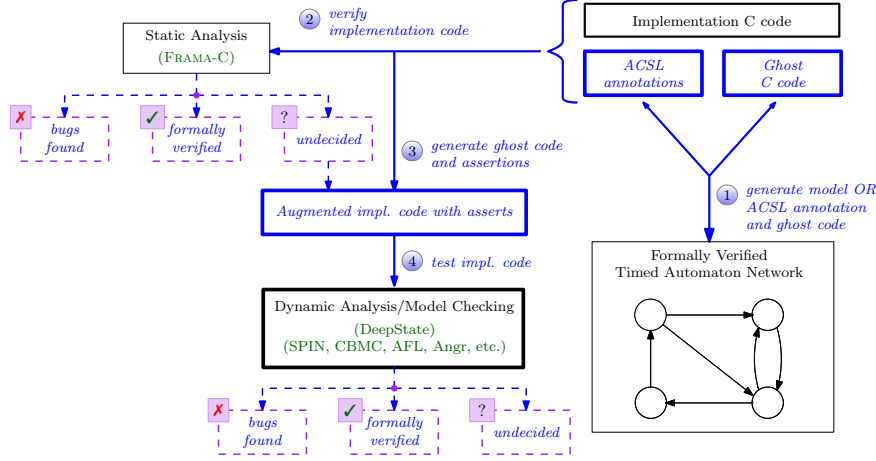 2
verify
implementation code
Static Analysis
(FRAMA-C)
Implementation C code
ACSL
annotations
Ghost
C code
✗
bugs
found
✓
formally
verified
?
undecided
3
generate ghost code
and assertions
1
generate model OR
ACSL annotation
and ghost code
Augmented impl. code with asserts
4
test impl. code
Formally Verified
Timed Automaton Network
Dynamic Analysis/Model Checking
(DeepState)
(SPIN, CBMC, AFL, Angr, etc.)
✗
bugs
found
✓
formally
verified
?
undecided